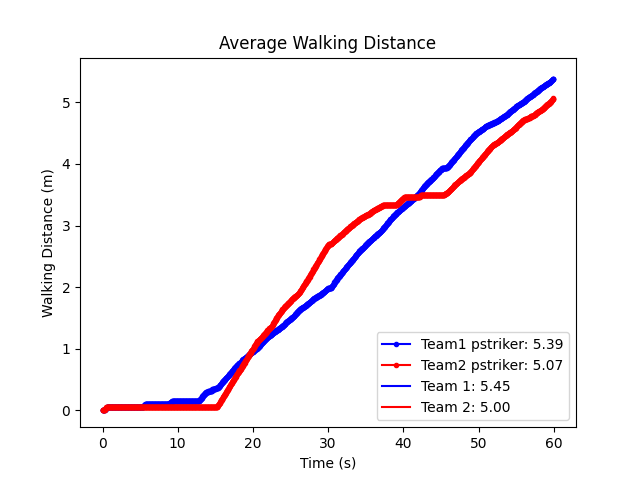 Average Walking Distance
Walking Distance (m)
5
4
3
2
1
0
Team1 pstriker: 5.39
Team2 pstriker: 5.07
Team 1: 5.45
Team 2: 5.00
0 10 20 30 40 50 60
Time (s)